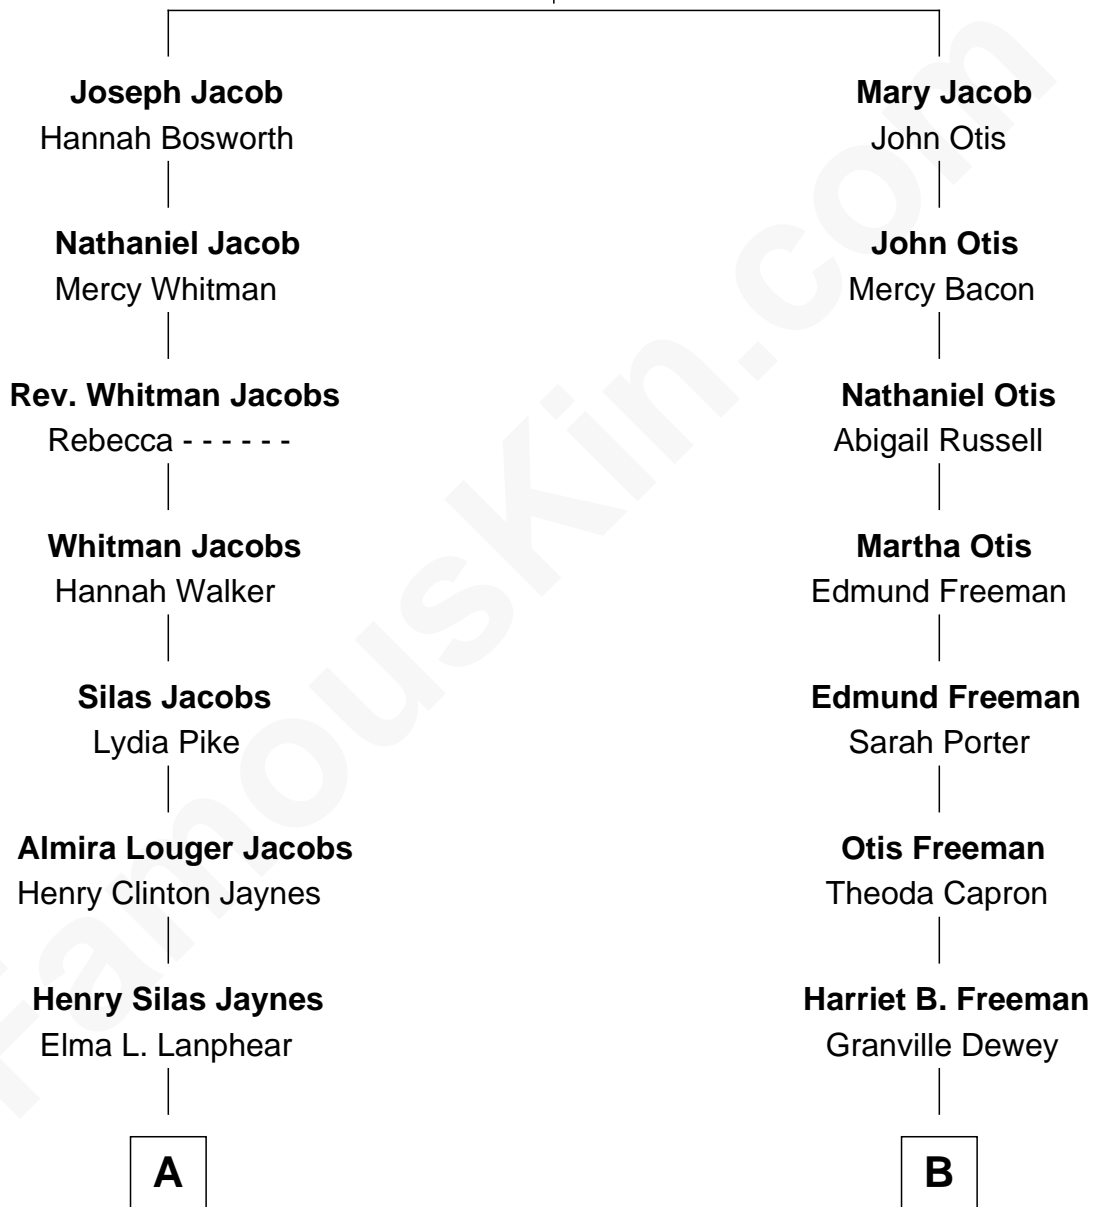 Joseph Jacob
Hannah Bosworth
Nathaniel Jacob
Mercy Whitman
Rev. Whitman Jacobs
Rebecca - - - - - -
Whitman Jacobs
Hannah Walker
Silas Jacobs
Lydia Pike
Almira Louger Jacobs
Henry Clinton Jaynes
Henry Silas Jaynes
Elma L. Lanphear
A
Mary Jacob
John Otis
John Otis
Mercy Bacon
Nathaniel Otis
Abigail Russell
Martha Otis
Edmund Freeman
Edmund Freeman
Sarah Porter
Otis Freeman
Theoda Capron
Harriet B. Freeman
Granville Dewey
B
FamousKin.com